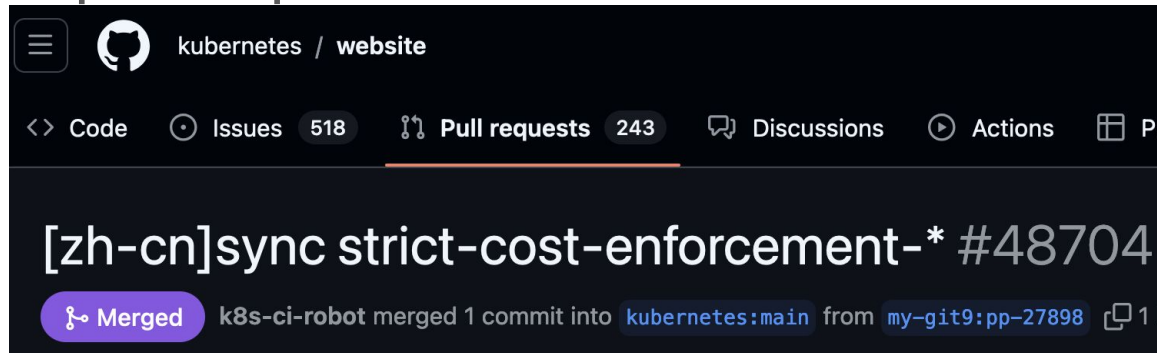 kubernetes / website
Code Issues 518 Pull requests 243 Discussions Actions P
[zh-cn]sync strict-cost-enforcement-* #48704
Merged k8s-ci-robot merged 1 commit into kubernetes:main from my-git9:pp-27898 1